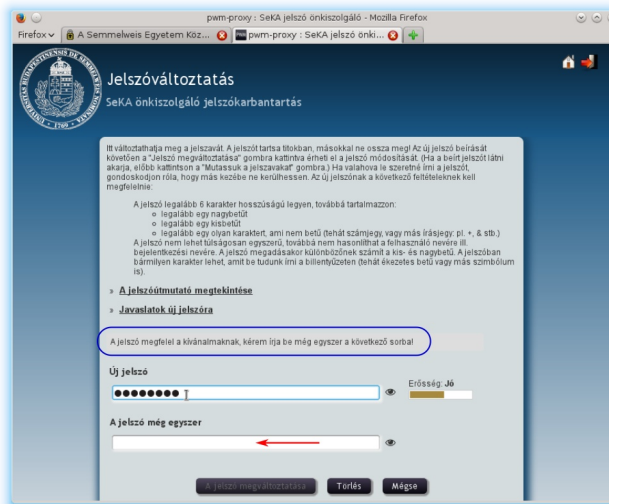 pwm-proxy : SeKA jelszó önkiszolgáló - Mozilla Firefox
Firefox
A Semmelweis Egyetem Köz...
pwm-proxy : SeKA jelszó önki...
Jelszóváltoztatás
SeKA önkiszolgáló jelszókarbantartás
Itt változtathatja meg a jelszavát. A jelszót tartsa titokban, másokkal ne ossza meg! Az új jelszó beírását
követően a "Jelszó megváltoztatása" gombra kattintva érheti el a jelszó módosítását. (Ha a beírt jelszót látni
akarja, előbb kattintson a "Mutassuk a jelszavakat" gombra.) Ha valahova le szeretné írni a jelszót,
gondoskodjon róla, hogy más kezébe ne kerülhessen. Az új jelszónak a következő feltételeknek kell
megfelelnie:
A jelszó legalább 6 karakter hosszúságú legyen, továbbá tartalmazzon:
legalább egy nagybetűt
legalább egy kisbetűt
legalább egy olyan karaktert, ami nem betű (tehát számjegy, vagy más írásjegy: pl. +, & stb.)
A jelszó nem lehet túlságosan egyszerű, továbbá nem hasonlíthat a felhasználó nevére ill.
bejelentkezési nevére. A jelszó megadásakor különbözőnek számít a kis- és nagybetű. A jelszóban
bármilyen karakter lehet, amit be tudunk írni a billentyűzeten (tehát ékezetes betű vagy más szimbólum
is).
» A jelszóútmutató megtekintése
» Javaslatok új jelszóra
A jelszó megfelel a kívánalmaknak, kérem írja be még egyszer a következő sorba!
Új jelszó
Erősség: Jó
A jelszó még egyszer
A jelszó megváltoztatása
Törlés
Mégse